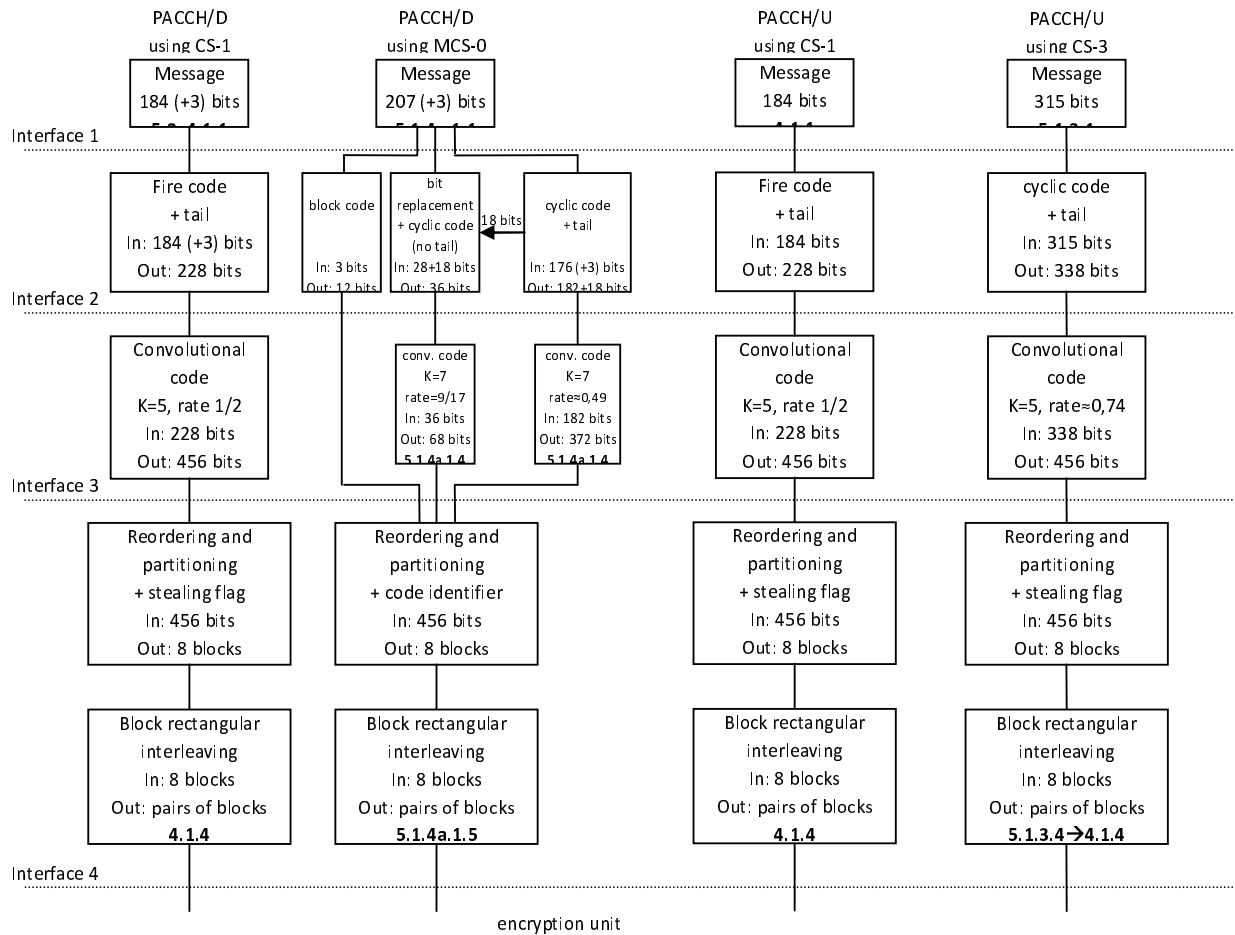 PACCH/D
using CS-1
PACCH/D
using MCS-0
PACCH/U
using CS-1
PACCH/U
using CS-3
Message
184 (+3) bits
Message
207 (+3) bits
Message
184 bits
Message
315 bits
Interface 1
Fire code
+ tail
In: 184 (+3) bits
Out: 228 bits
block code
In: 3 bits
Out: 12 bits
bit
replacement
+ cyclic code
(no tail)
In: 28+18 bits
Out: 36 bits
18 bits
cyclic code
+ tail
In: 176 (+3) bits
Out: 182+18 bits
Fire code
+ tail
In: 184 bits
Out: 228 bits
cyclic code
+ tail
In: 315 bits
Out: 338 bits
Interface 2
Convolutional
code
K=5, rate 1/2
In: 228 bits
Out: 456 bits
conv. code
K=7
rate=9/17
In: 36 bits
Out: 68 bits
5.1.4a.1.4
conv. code
K=7
rate≈0,49
In: 182 bits
Out: 372 bits
5.1.4a.1.4
Convolutional
code
K=5, rate 1/2
In: 228 bits
Out: 456 bits
Convolutional
code
K=5, rate≈0,74
In: 338 bits
Out: 456 bits
Interface 3
Reordering and
partitioning
+ stealing flag
In: 456 bits
Out: 8 blocks
Reordering and
partitioning
+ code identifier
In: 456 bits
Out: 8 blocks
Reordering and
partitioning
+ stealing flag
In: 456 bits
Out: 8 blocks
Reordering and
partitioning
+ stealing flag
In: 456 bits
Out: 8 blocks
Block rectangular
interleaving
In: 8 blocks
Out: pairs of blocks
4.1.4
Block rectangular
interleaving
In: 8 blocks
Out: pairs of blocks
5.1.4a.1.5
Block rectangular
interleaving
In: 8 blocks
Out: pairs of blocks
4.1.4
Block rectangular
interleaving
In: 8 blocks
Out: pairs of blocks
5.1.3.4→4.1.4
Interface 4
encryption unit